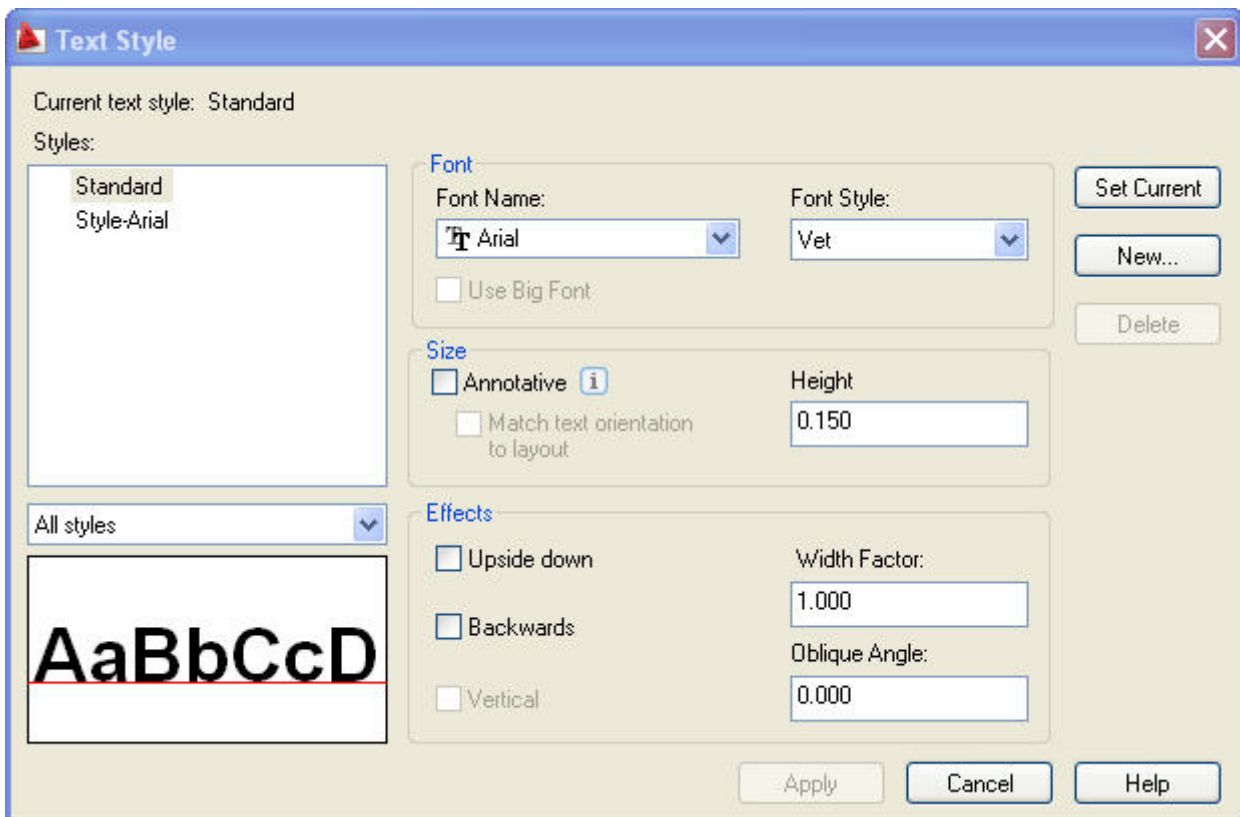 Text Style
Current text style: Standard
Styles:
Standard
Style-Arial
All styles
AaBbCcD
Font
Font Name:
Font Style:
Arial
Vet
Use Big Font
Size
Annotative
Match text orientation
to layout
Height
0.150
Effects
Upside down
Backwards
Vertical
Width Factor:
1.000
Oblique Angle:
0.000
Set Current
New...
Delete
Apply
Cancel
Help